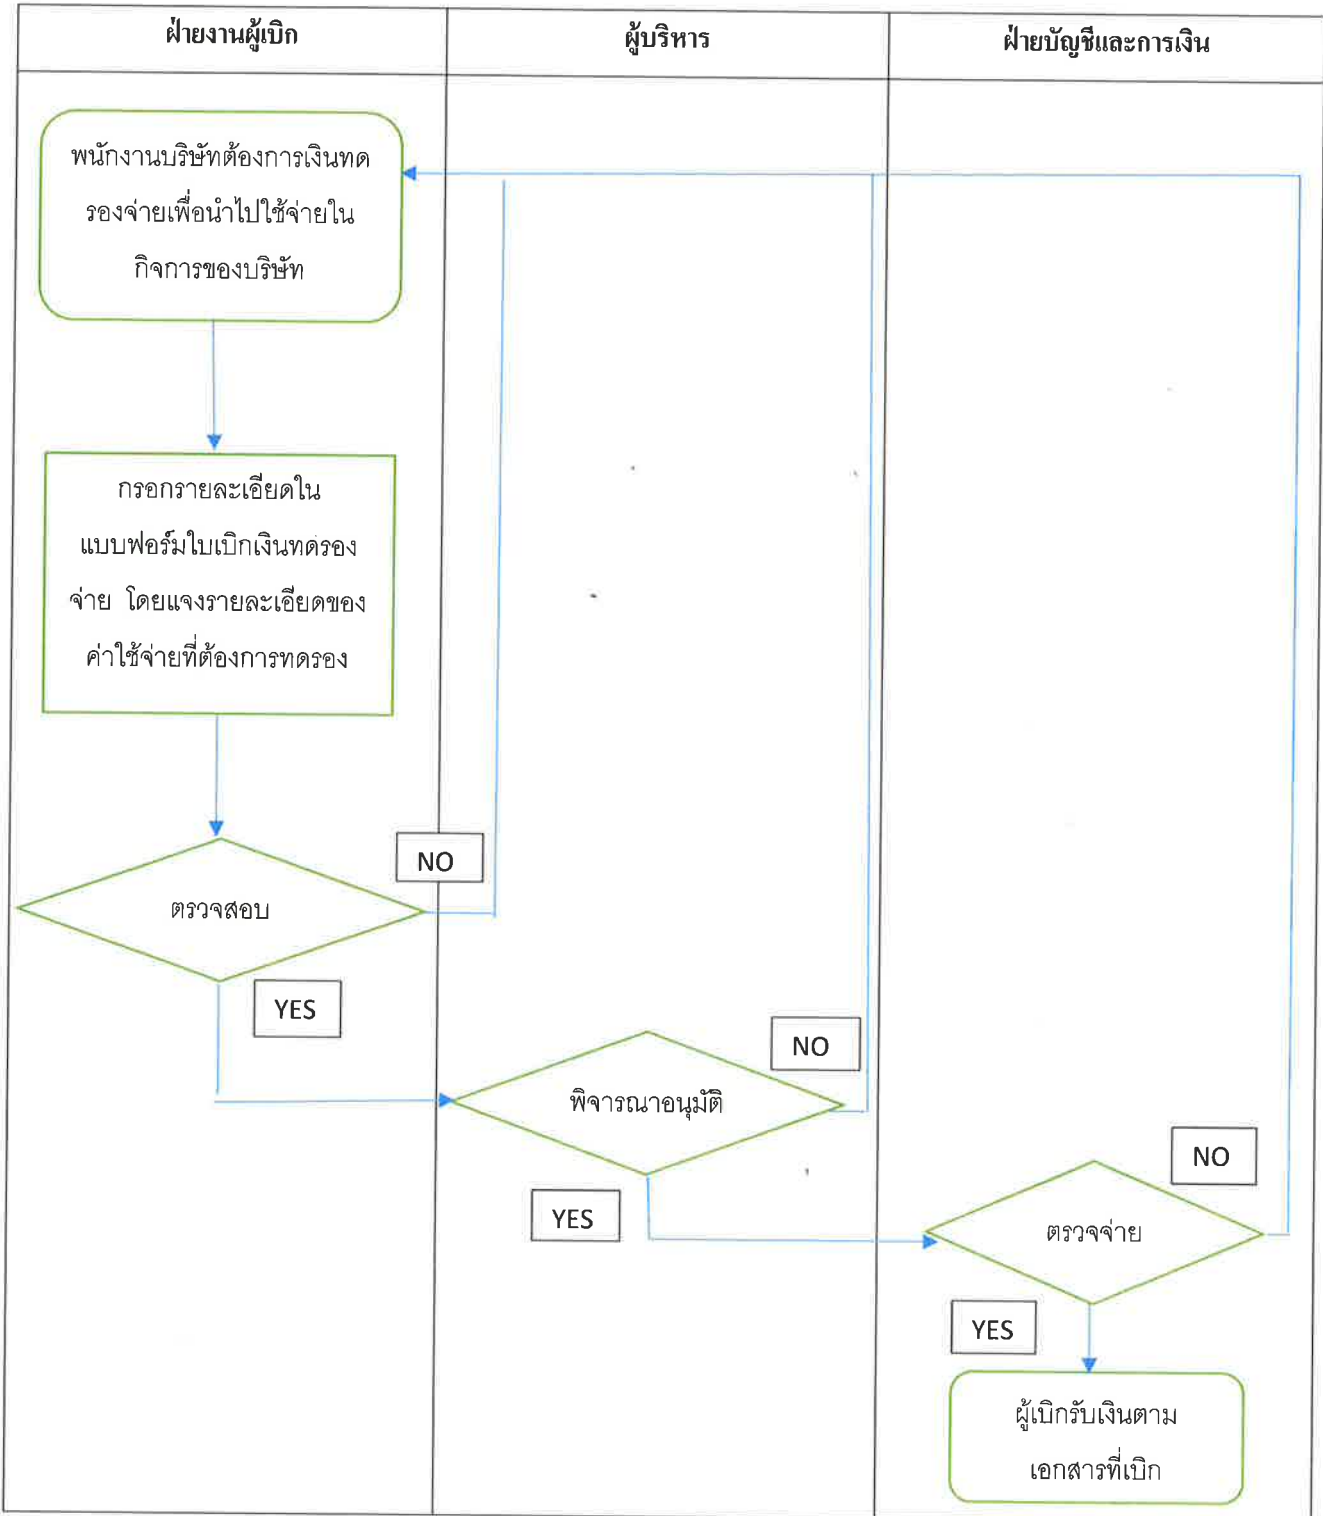 ฝ่ายงานผู้เบิก
ผู้บริหาร
ฝ่ายบัญชีและการเงิน
พนักงานบริษัทต้องการเงินทด
รองจ่ายเพื่อนำไปใช้จ่ายใน
กิจการของบริษัท
กรอกรายละเอียดใน
แบบฟอร์มใบเบิกเงินทดรอง
จ่าย โดยแจงรายละเอียดของ
ค่าใช้จ่ายที่ต้องการทดรอง
NO
ตรวจสอบ
YES
NO
พิจารณาอนุมัติ
YES
NO
ตรวจจ่าย
YES
ผู้เบิกรับเงินตาม
เอกสารที่เบิก